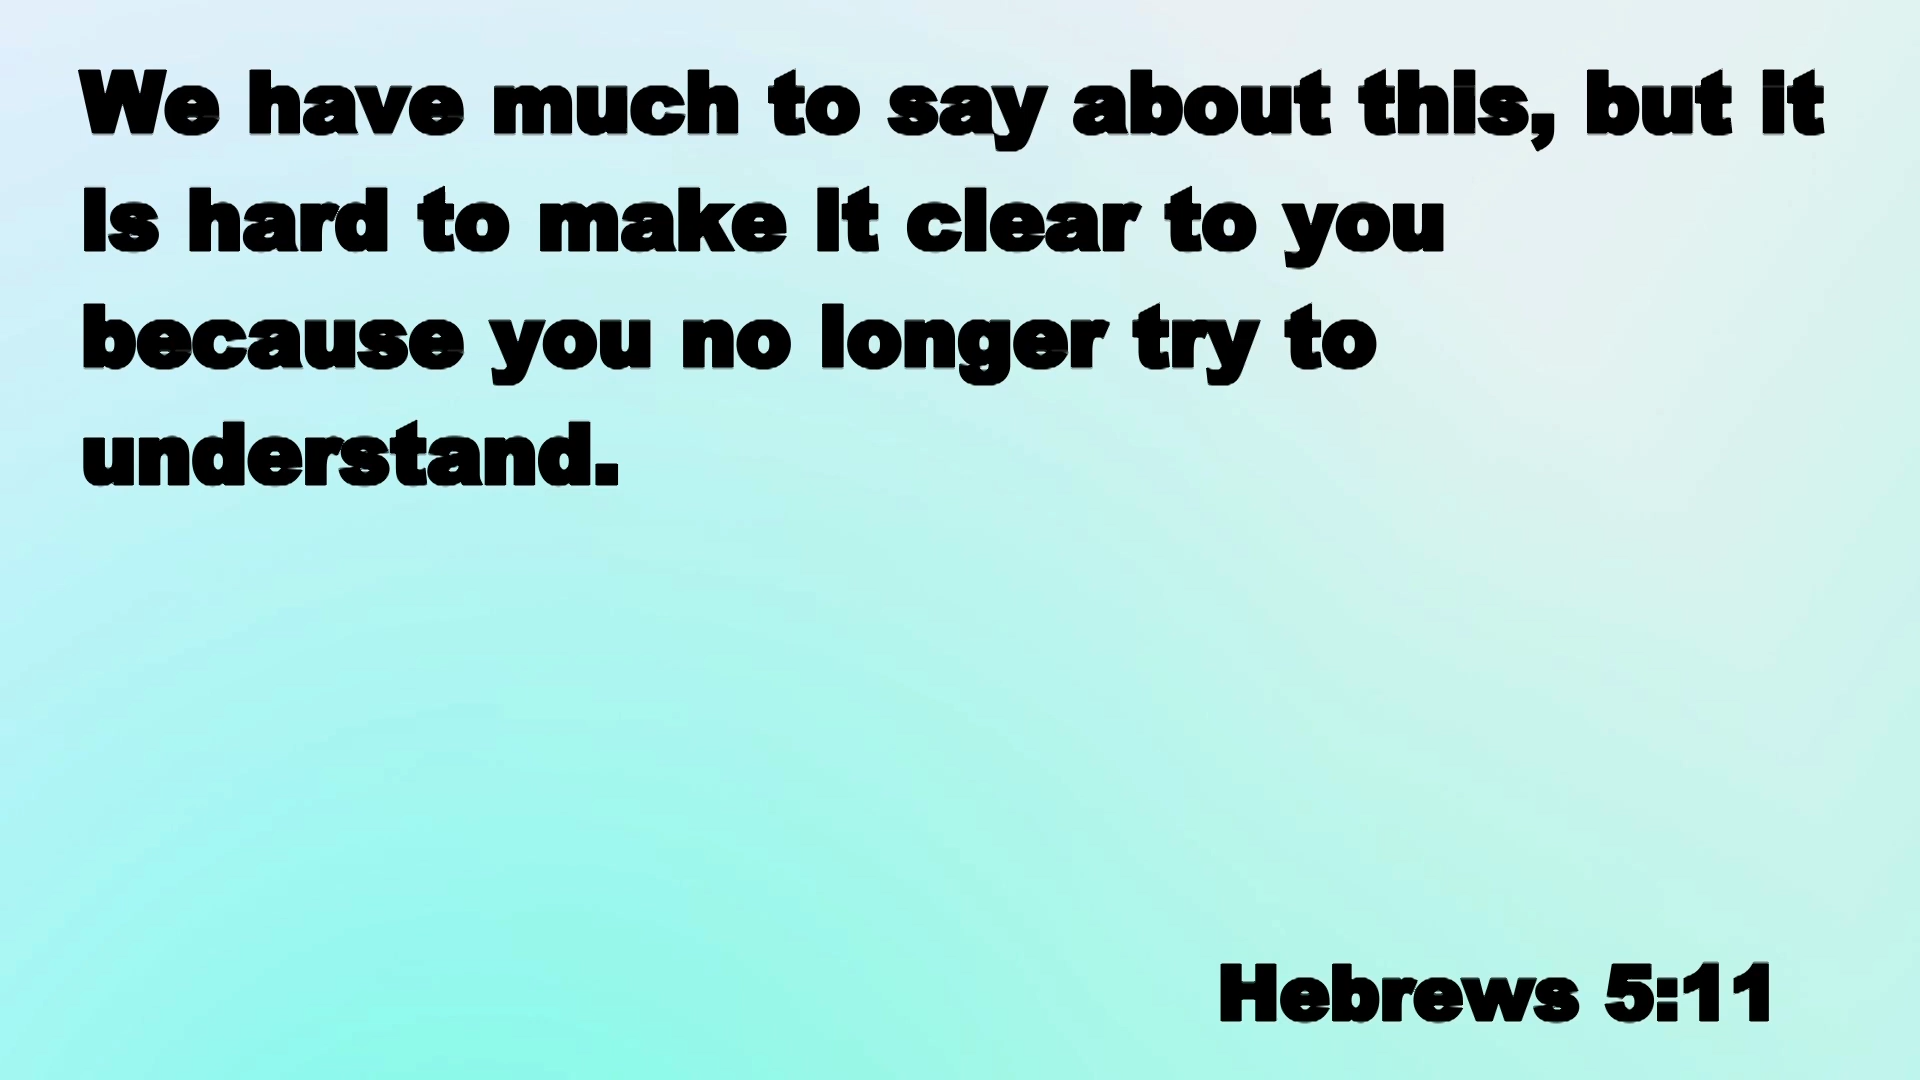 We have much to say about this, but it
is hard to make it clear to you
because you no longer try to
understand.
Hebrews 5:11